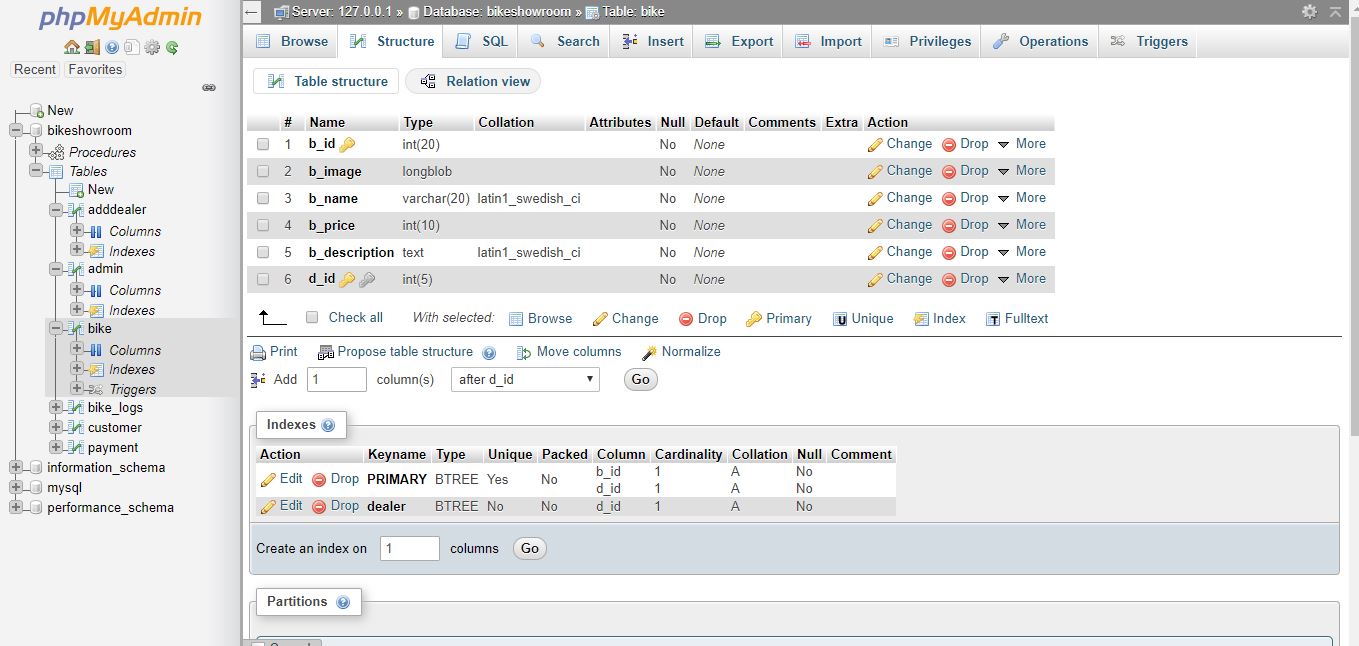 phpMyAdmin
Recent Favorites
New
bikeshowroom
Procedures
Tables
New
adddealer
Columns
Indexes
admin
Columns
Indexes
bike
Columns
Indexes
Triggers
bike_logs
customer
payment
information_schema
mysql
performance_schema
Server: 127.0.0.1 » Database: bikeshowroom » Table: bike
Browse Structure SQL Search Insert Export Import Privileges Operations Triggers
Table structure Relation view
# Name Type Collation Attributes Null Default Comments Extra Action
1 b_id int(20) No None Change Drop More
2 b_image longblob No None Change Drop More
3 b_name varchar(20) latin1_swedish_ci No None Change Drop More
4 b_price int(10) No None Change Drop More
5 b_description text latin1_swedish_ci No None Change Drop More
6 d_id int(5) No None Change Drop More
Check all With selected: Browse Change Drop Primary Unique Index Fulltext
Print Propose table structure Move columns Normalize
Add 1 column(s) after d_id Go
Indexes
Action Keyname Type Unique Packed Column Cardinality Collation Null Comment
Edit Drop PRIMARY BTREE Yes No b_id 1 A No
d_id 1 A No
Edit Drop dealer BTREE No No d_id 1 A No
Create an index on 1 columns Go
Partitions